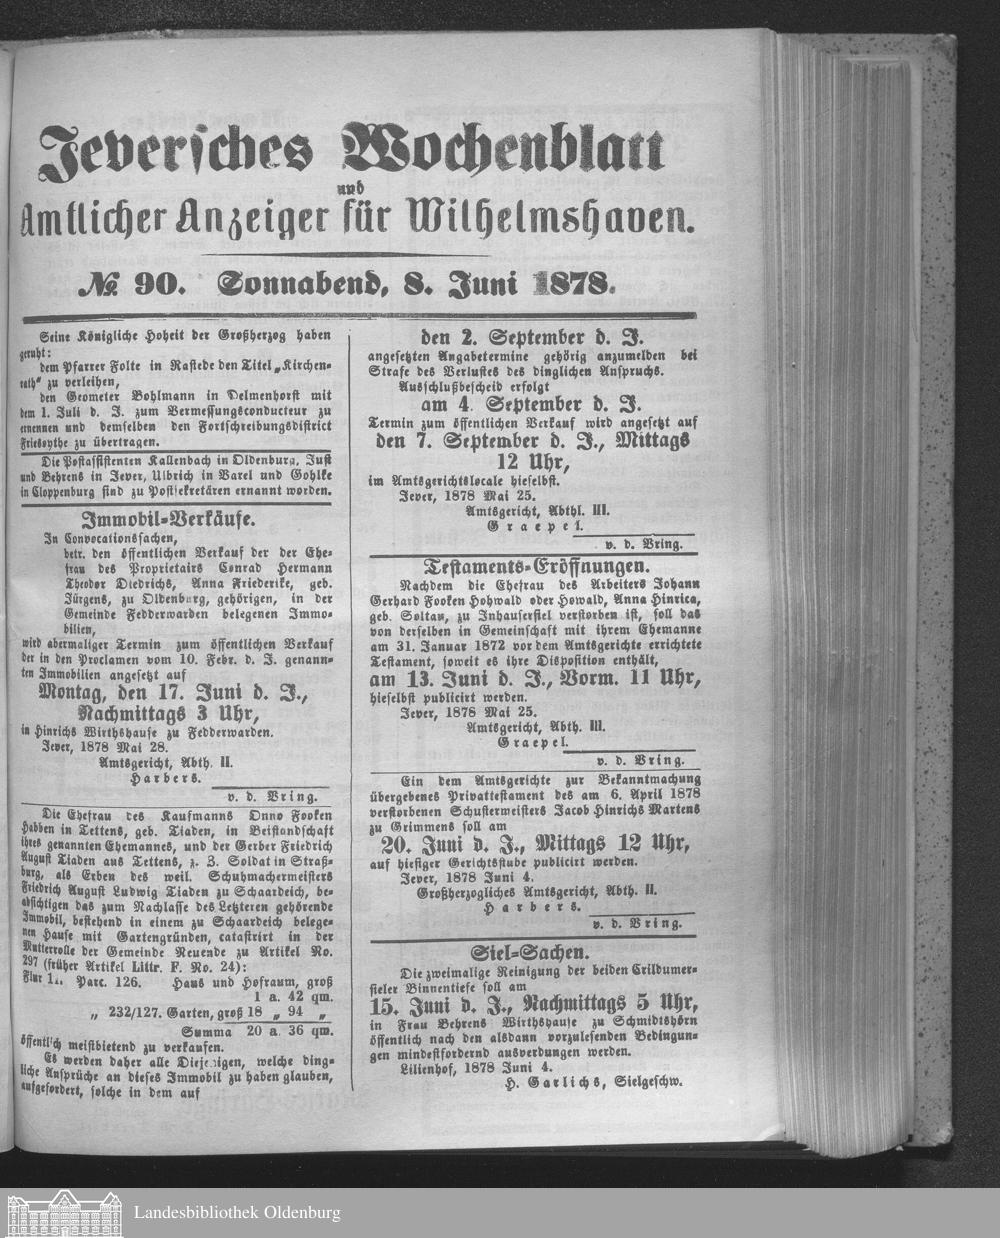 Jeversches Wochenblatt
und
Amtlicher Anzeiger für Wilhelmshaven.
№ 90. Sonnabend, 8. Juni 1878.
Seine Königliche Hoheit der Großherzog haben
geruht:
dem Pfarrer Folte in Rastede den Titel „Kirchen-
rath“ zu verleihen,
den Geometer Bohlmann in Delmenhorst mit
dem 1. Juli d. J. zum Vermessungsconducteur zu
ernennen und demselben den Fortschreibungsdistrict
Friesoythe zu übertragen.
Die Postassistenten Kallenbach in Oldenburg, Just
und Behrens in Jever, Ulbrich in Varel und Gohlke
in Cloppenburg sind zu Postsekretären ernannt worden.
Immobil-Verkäufe.
In Convocationssachen,
betr. den öffentlichen Verkauf der der Ehe-
frau des Proprietairs Conrad Hermann
Theodor Diedrichs, Anna Friederike, geb.
Jürgens, zu Oldenburg, gehörigen, in der
Gemeinde Fedderwarden belegenen Immo-
bilien,
wird abermaliger Termin zum öffentlichen Verkauf
der in den Proclamen vom 10. Febr. d. J. genann-
ten Immobilien angesetzt auf
Montag, den 17. Juni d. J.,
Nachmittags 3 Uhr,
in Hinrichs Wirthshause zu Fedderwarden.
Jever, 1878 Mai 28.
Amtsgericht, Abth. II.
Harbers.
v. d. Vring.
Die Ehefrau des Kaufmanns Onno Fooken
Habben in Tettens, geb. Tiaden, in Beistandschaft
ihres genannten Ehemannes, und der Gerber Friedrich
August Tiaden aus Tettens, z. Z. Soldat in Straß-
burg, als Erben des weil. Schuhmachermeisters
Friedrich August Ludwig Tiaden zu Schaardeich, be-
absichtigen das zum Nachlasse des Letzteren gehörende
Immobil, bestehend in einem zu Schaardeich belege-
nen Hause mit Gartengründen, catastrirt in der
Mutterrolle der Gemeinde Neuende zu Artikel No.
297 (früher Artikel Littr. F. No. 24):
Flur Parc. 126. Haus und Hofraum, groß
1 a. 42 qm.
„ 232/127. Garten, groß 18 „ 94 „
Summa 20 a. 36 qm.
öffentlich meistbietend zu verkaufen.
Es werden daher alle Diejenigen, welche ding-
liche Ansprüche an dieses Immobil zu haben glauben,
aufgefordert, solche in dem auf
den 2. September d. J.
angesetzten Angabetermine gehörig anzumelden bei
Strafe des Verlustes des dinglichen Anspruchs.
Ausschlußbescheid erfolgt
am 4. September d. J.
Termin zum öffentlichen Verkauf wird angesetzt auf
den 7. September d. J., Mittags
12 Uhr,
im Amtsgerichtslocale hieselbst.
Jever, 1878 Mai 25.
Amtsgericht, Abthl. III.
Graepel.
v. d. Vring.
Testaments-Eröffnungen.
Nachdem die Ehefrau des Arbeiters Johann
Gerhard Fooken Hohwald oder Howald, Anna Hinrica,
geb. Soltau, zu Inhausersiel verstorben ist, soll das
von derselben in Gemeinschaft mit ihrem Ehemanne
am 31. Januar 1872 vor dem Amtsgerichte errichtete
Testament, soweit es ihre Disposition enthält,
am 13. Juni d. J., Vorm. 11 Uhr,
hieselbst publicirt werden.
Jever, 1878 Mai 25.
Amtsgericht, Abth. III.
Graepel.
v. d. Vring.
Ein dem Amtsgerichte zur Bekanntmachung
übergebenes Privattestament des am 6. April 1878
verstorbenen Schustermeisters Jacob Hinrichs Martens
zu Grimmens soll am
20. Juni d. J., Mittags 12 Uhr,
auf hiesiger Gerichtsstube publicirt werden.
Jever, 1878 Juni 4.
Großherzogliches Amtsgericht, Abth. II.
Harbers.
v. d. Vring.
Siel-Sachen.
Die zweimalige Reinigung der beiden Crildumer-
sieler Binnentiefe soll am
15. Juni d. J., Nachmittags 5 Uhr,
in Frau Behrens Wirthshause zu Schmidtshörn
öffentlich nach den alsdann vorzulesenden Bedingun-
gen mindestfordernd ausverdungen werden.
Lilienhof, 1878 Juni 4.
H. Garlichs, Sielgeschw.
Landesbibliothek Oldenburg